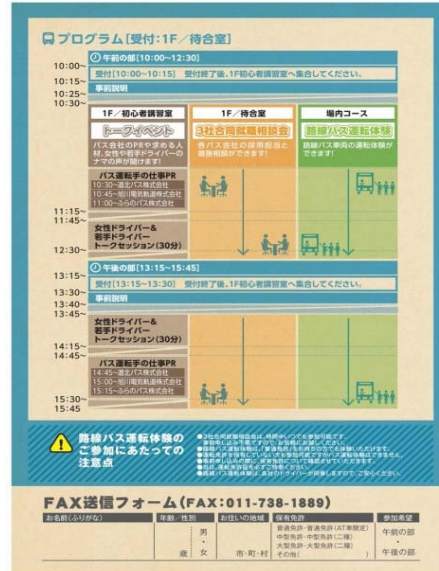 プログラム[受付:1F/待合室]
午前の部[10:00~12:30]
10:00~
受付[10:00~10:15] 受付終了後、1F初心者講習室へ集合してください。
10:15~
事前説明
10:25~
10:30~
1F/初心者講習室
トークイベント
バス会社のPRや求める人
材、女性や若手ドライバーの
ナマの声が聞けます!
1F/待合室
3社合同就職相談会
各バス会社の採用担当と
直接相談ができます!
場内コース
路線バス運転体験
路線バス車両の運転体験が
できます!
バス運転手の仕事PR
10:30~道北バス株式会社
10:45~旭川電気軌道株式会社
11:00~ふらのバス株式会社
11:15~
11:45~
女性ドライバー&
若手ドライバー
トークセッション(30分)
12:30~
午後の部[13:15~15:45]
13:15~
受付[13:15~13:30] 受付終了後、1F初心者講習室へ集合してください。
13:30~
事前説明
13:40~
13:45~
女性ドライバー&
若手ドライバー
トークセッション(30分)
14:15~
14:45~
バス運転手の仕事PR
14:45~道北バス株式会社
15:00~旭川電気軌道株式会社
15:15~ふらのバス株式会社
15:30~
15:45
路線バス運転体験の
ご参加にあたっての
注意点
FAX送信フォーム(FAX:011-738-1889)
お名前(ふりがな)
年齢/性別
お住いの地域
保有免許
参加希望
歳
男
・
女
市・町・村
普通免許・普通免許(AT車限定)
中型免許・中型免許(二種)
大型免許・大型免許(二種)
その他( )
午前の部
・
午後の部